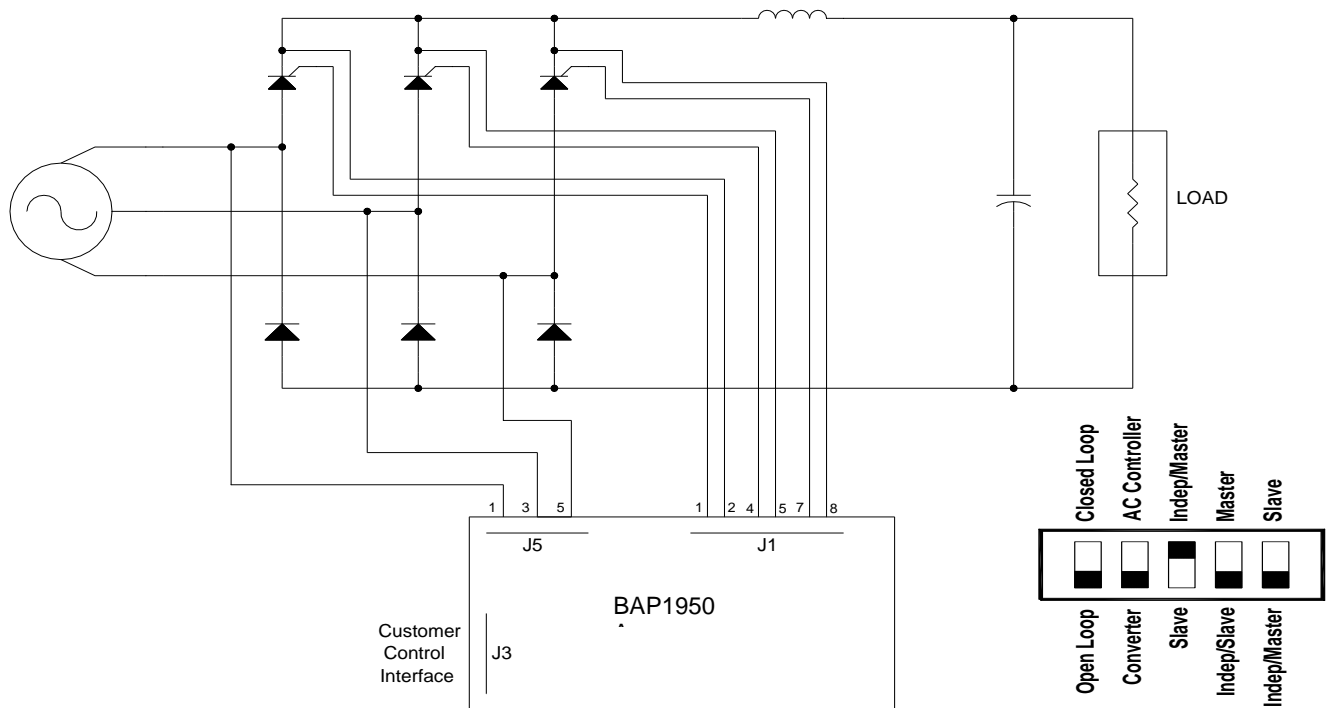 LOAD
1 3 5 1 2 4 5 7 8
J5 J1
BAP1950
Customer
Control
Interface
J3
Closed Loop
AC Controller
Indep/Master
Master
Slave
Open Loop
Converter
Slave
Indep/Slave
Indep/Master